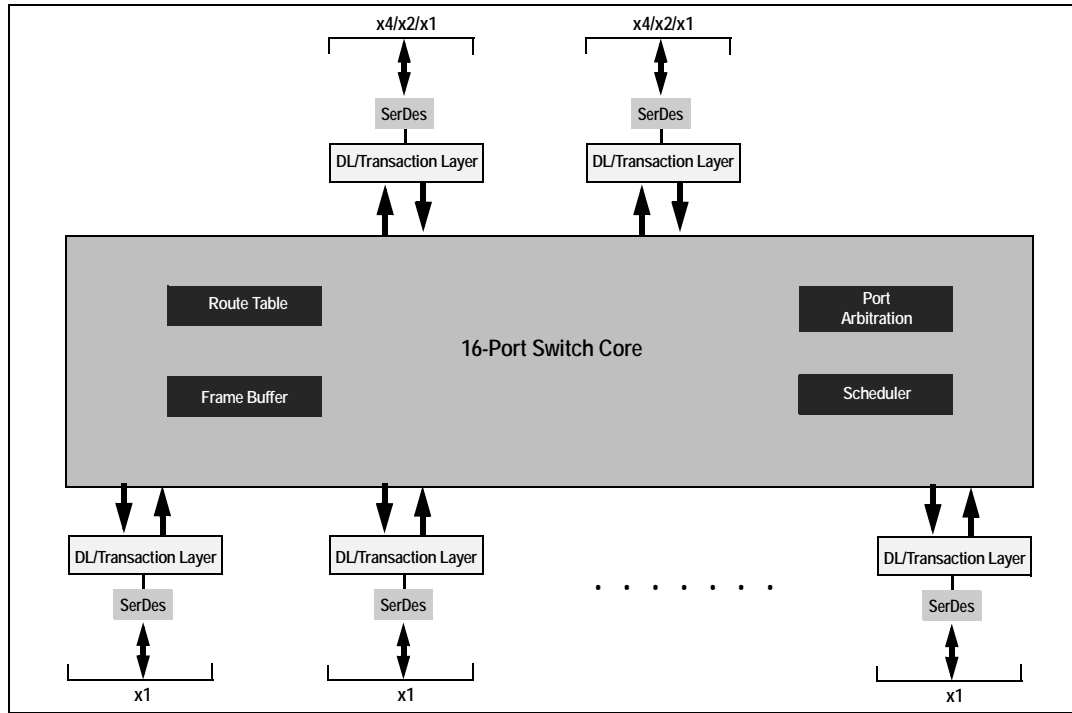 x4/x2/x1
x4/x2/x1
SerDes
SerDes
DL/Transaction Layer
DL/Transaction Layer
Route Table
Port
Arbitration
16-Port Switch Core
Frame Buffer
Scheduler
DL/Transaction Layer
DL/Transaction Layer
DL/Transaction Layer
SerDes
SerDes
SerDes
x1
x1
x1